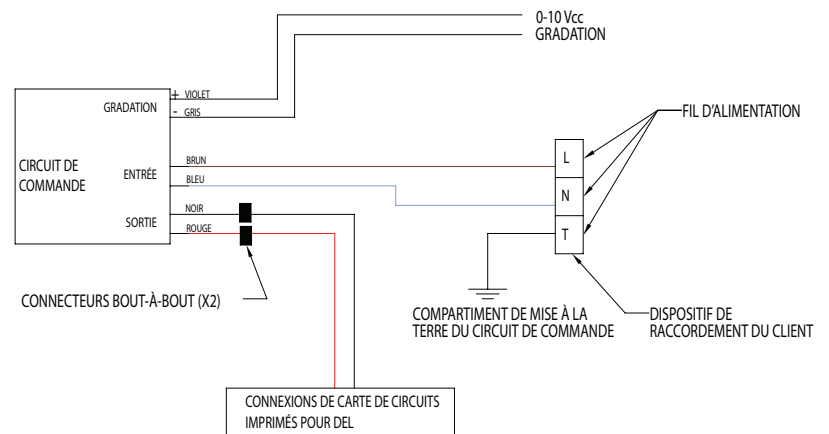 0-10 Vcc
GRADATION
+ VIOLET
GRADATION
- GRIS
FIL D'ALIMENTATION
CIRCUIT DE
COMMANDE
ENTRÉE
BRUN
BLEU
L
N
T
SORTIE
NOIR
ROUGE
CONNECTEURS BOUT-À-BOUT (X2)
COMPARTIMENT DE MISE À LA
TERRE DU CIRCUIT DE COMMANDE
DISPOSITIF DE
RACCORDEMENT DU CLIENT
CONNEXIONS DE CARTE DE CIRCUITS
IMPRIMÉS POUR DEL